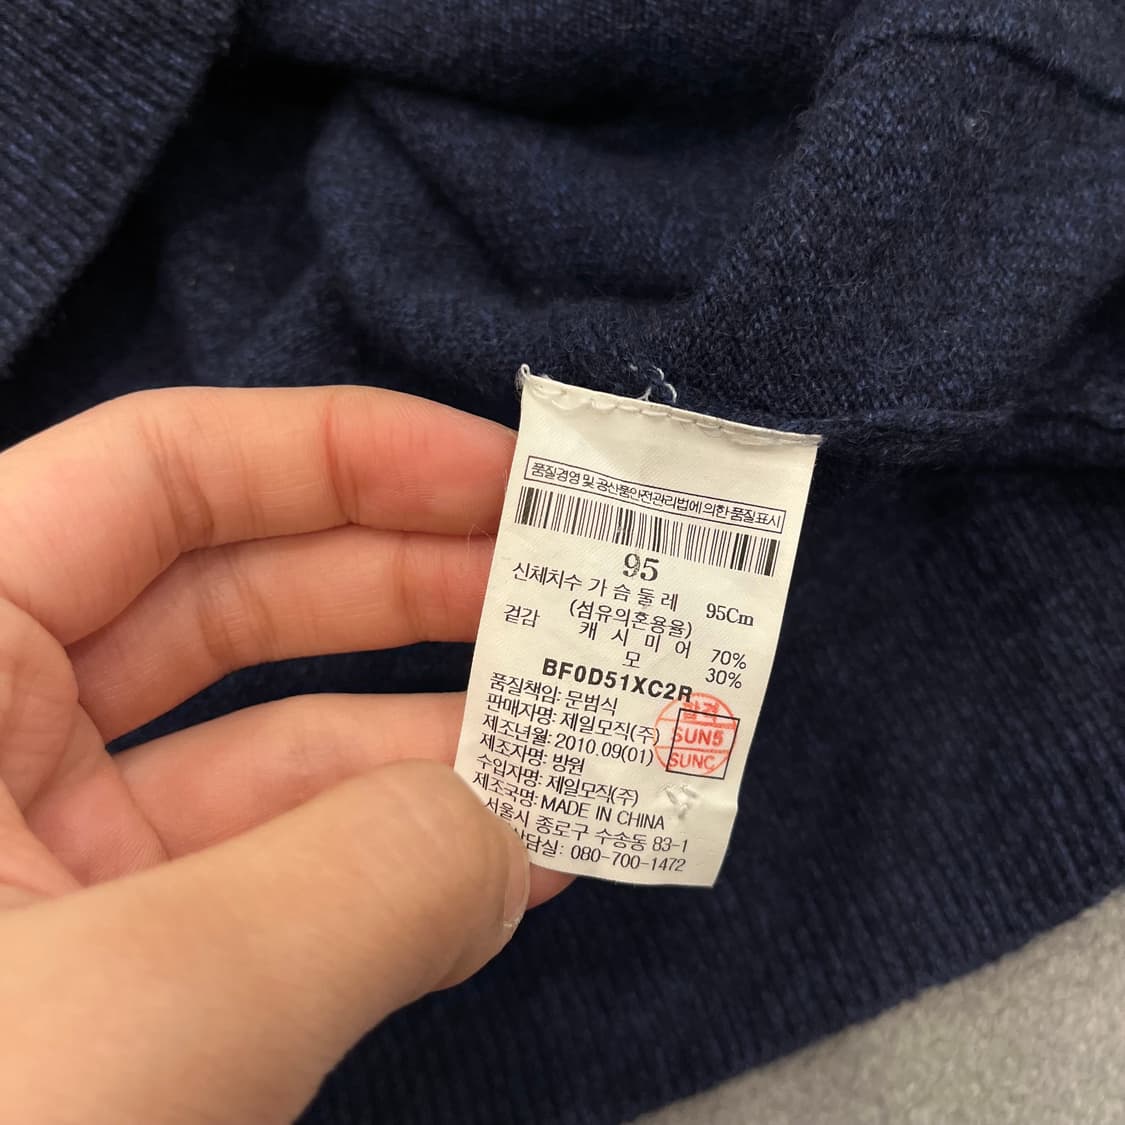 품질경영 및 공산품안전관리법에 의한 품질표시
95
신체치수 가 슴 둘 레 95Cm
(섬유의혼용율)
겉감 캐 시 미 어 70%
모 30%
BF0D51XC2R
품질책임: 문범식
판매자명: 제일모직(주)
제조년월: 2010.09(01)
제조자명: 방원
수입자명: 제일모직(주)
제조국명: MADE IN CHINA
서울시 종로구 수송동 83-1
담실: 080-700-1472
합격
SUN5
SUNC